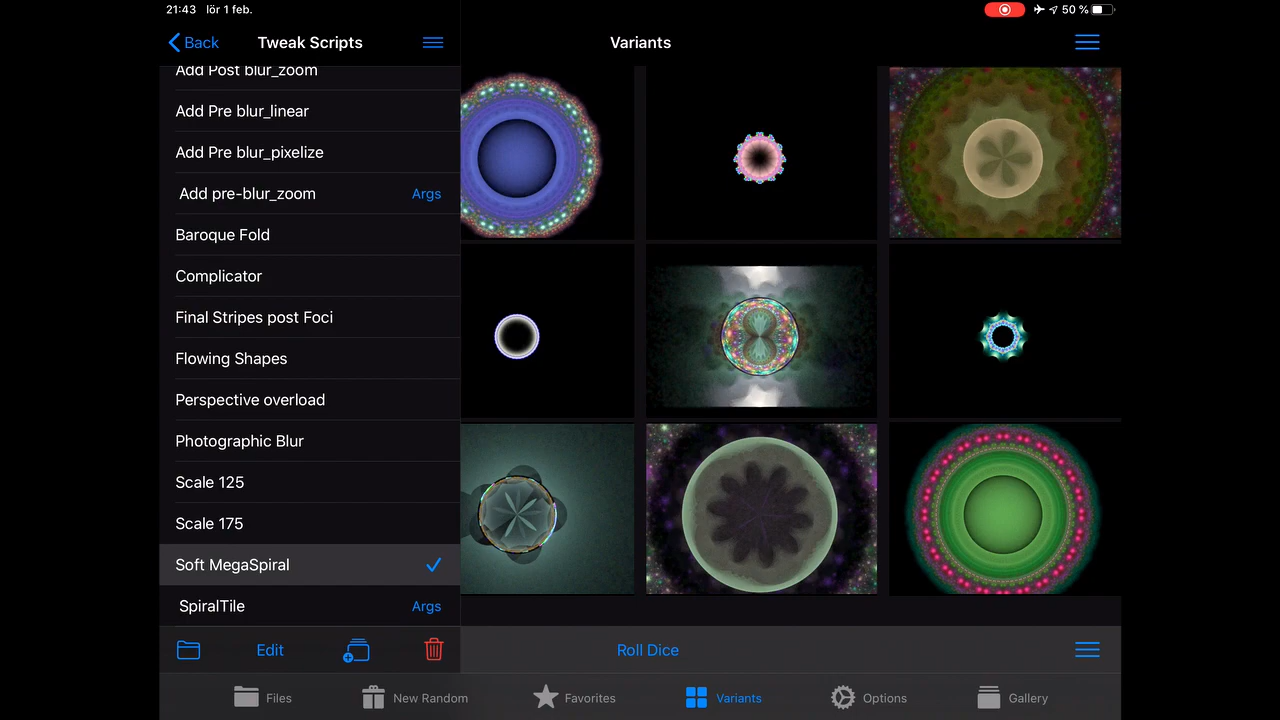 21:43 lör 1 feb.
50 %
Back
Tweak Scripts
Variants
Add Post blur_zoom
Add Pre blur_linear
Add Pre blur_pixelize
Add pre-blur_zoom Args
Baroque Fold
Complicator
Final Stripes post Foci
Flowing Shapes
Perspective overload
Photographic Blur
Scale 125
Scale 175
Soft MegaSpiral
SpiralTile Args
Edit
Roll Dice
Files
New Random
Favorites
Variants
Options
Gallery